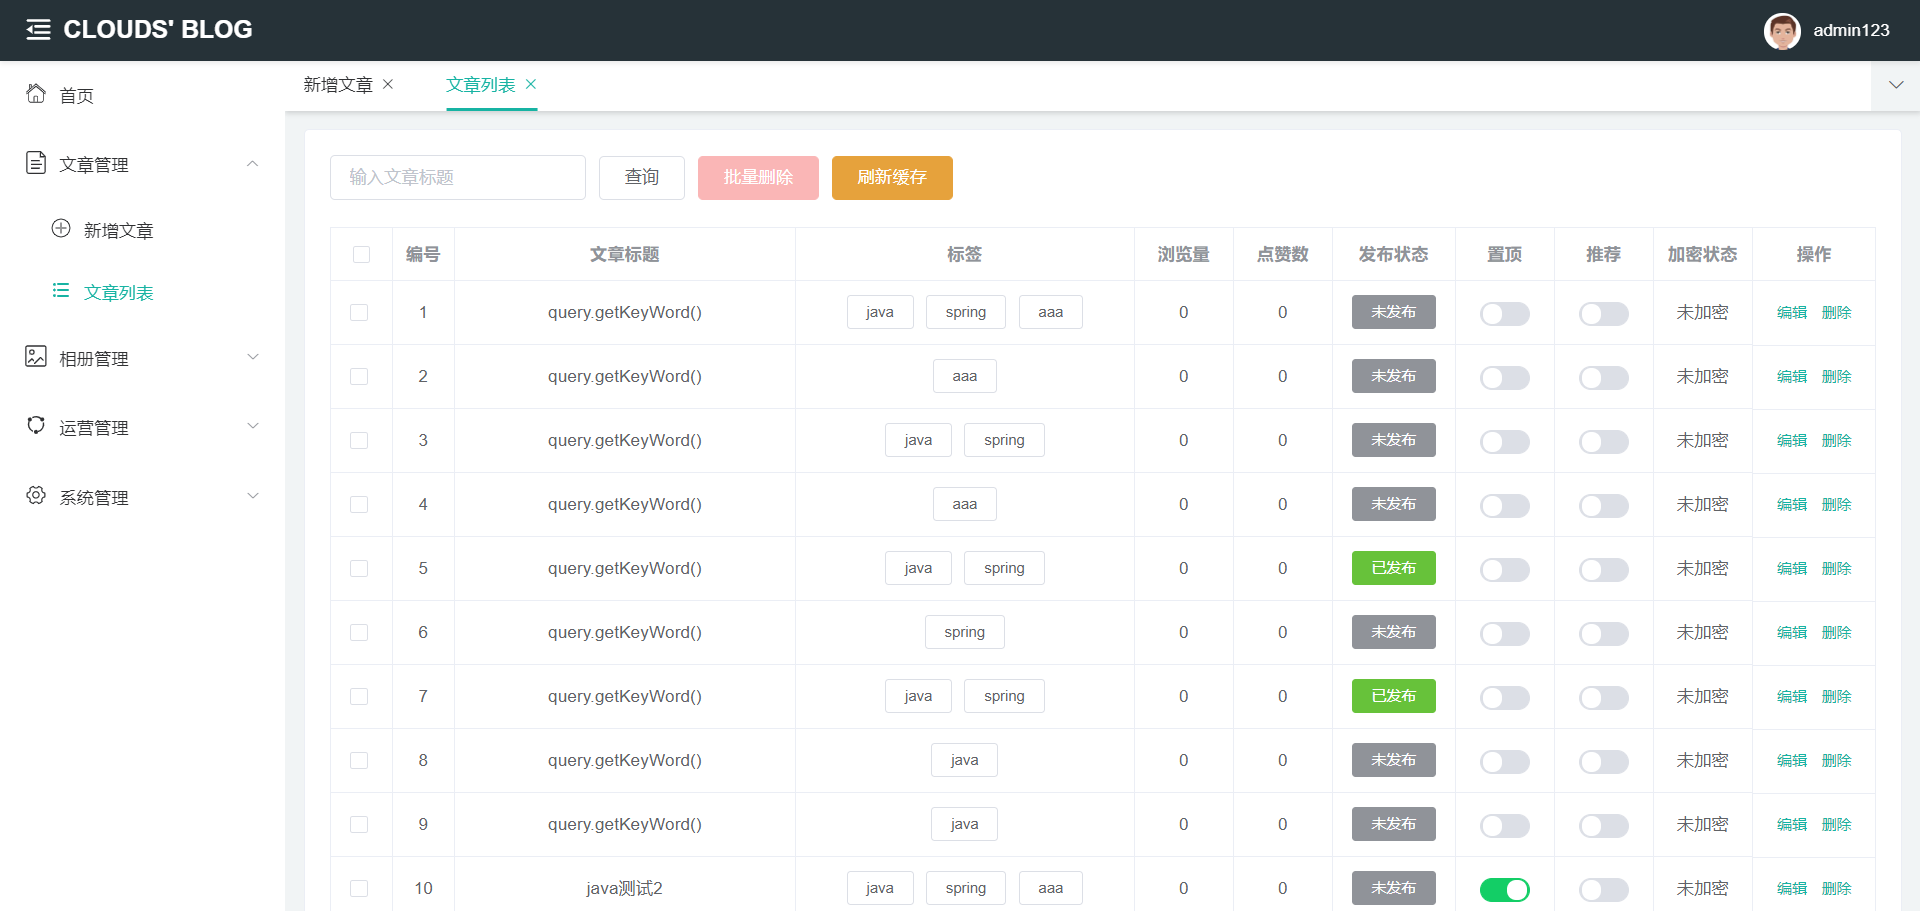 CLOUDS' BLOG
admin123
首页
文章管理
新增文章
文章列表
相册管理
运营管理
系统管理
新增文章
文章列表
输入文章标题 查询 批量删除 刷新缓存
编号 文章标题 标签 浏览量 点赞数 发布状态 置顶 推荐 加密状态 操作
1 query.getKeyWord() java spring aaa 0 0 未发布 未加密 编辑 删除
2 query.getKeyWord() aaa 0 0 未发布 未加密 编辑 删除
3 query.getKeyWord() java spring 0 0 未发布 未加密 编辑 删除
4 query.getKeyWord() aaa 0 0 未发布 未加密 编辑 删除
5 query.getKeyWord() java spring 0 0 已发布 未加密 编辑 删除
6 query.getKeyWord() spring 0 0 未发布 未加密 编辑 删除
7 query.getKeyWord() java spring 0 0 已发布 未加密 编辑 删除
8 query.getKeyWord() java 0 0 未发布 未加密 编辑 删除
9 query.getKeyWord() java 0 0 未发布 未加密 编辑 删除
10 java测试2 java spring aaa 0 0 未发布 未加密 编辑 删除